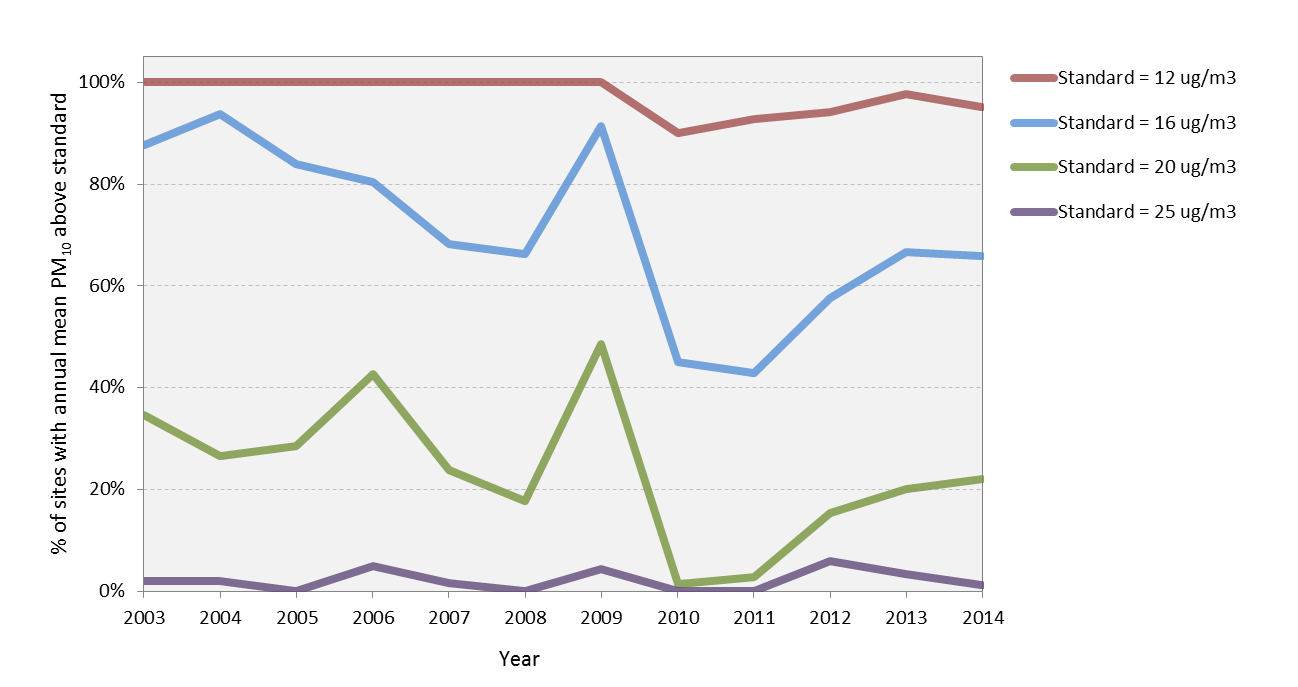 % of sites with annual mean PM10 above standard
100%
80%
60%
40%
20%
0%
2003 2004 2005 2006 2007 2008 2009 2010 2011 2012 2013 2014
Year
Standard = 12 ug/m3
Standard = 16 ug/m3
Standard = 20 ug/m3
Standard = 25 ug/m3